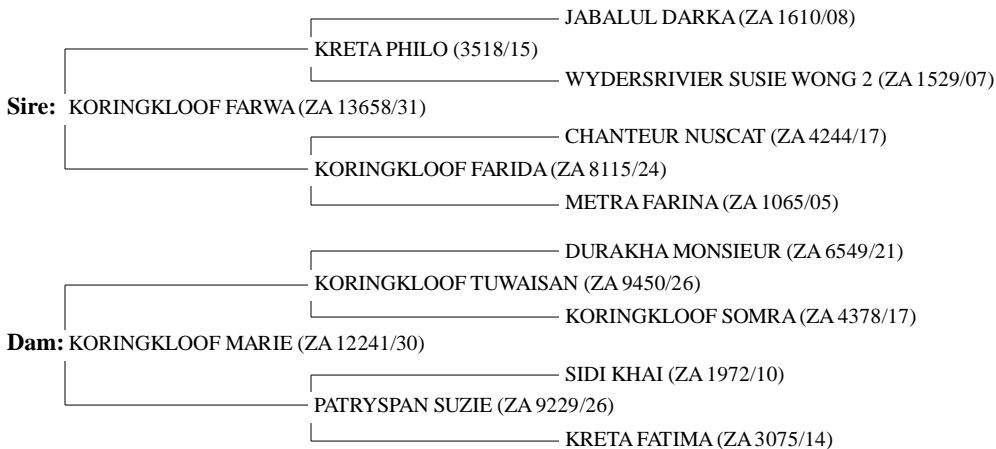 JABALUL DARKA (ZA 1610/08)
KRETA PHILO (3518/15)
WYDERSRIVIER SUSIE WONG 2 (ZA 1529/07)
Sire: KORINGKLOOF FARWA (ZA 13658/31)
CHANTEUR NUSCAT (ZA 4244/17)
KORINGKLOOF FARIDA (ZA 8115/24)
METRA FARINA (ZA 1065/05)
DURAKHA MONSIEUR (ZA 6549/21)
KORINGKLOOF TUWAISAN (ZA 9450/26)
KORINGKLOOF SOMRA (ZA 4378/17)
Dam: KORINGKLOOF MARIE (ZA 12241/30)
SIDI KHAI (ZA 1972/10)
PATRYSPAN SUZIE (ZA 9229/26)
KRETA FATIMA (ZA 3075/14)